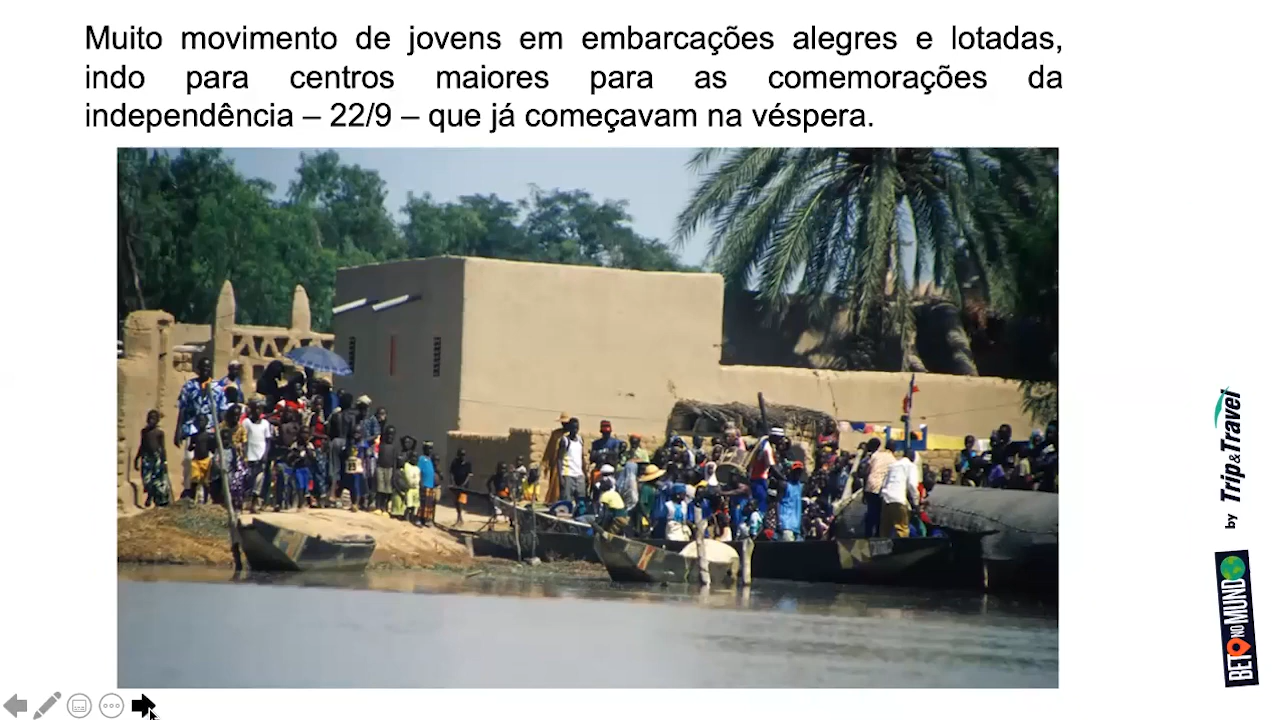 Muito movimento de jovens em embarcações alegres e lotadas,
indo para centros maiores para as comemorações da
independência – 22/9 – que já começavam na véspera.
by Trip&Travel
BETO NO MUNDO